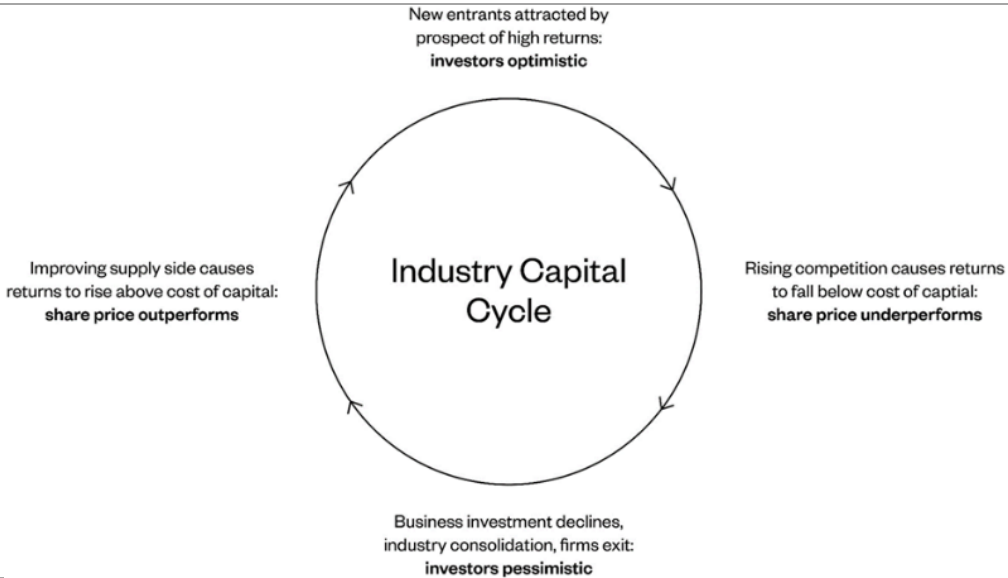 New entrants attracted by
prospect of high returns:
investors optimistic
Improving supply side causes
returns to rise above cost of capital:
share price outperforms
Industry Capital
Cycle
Rising competition causes returns
to fall below cost of captial:
share price underperforms
Business investment declines,
industry consolidation, firms exit:
investors pessimistic